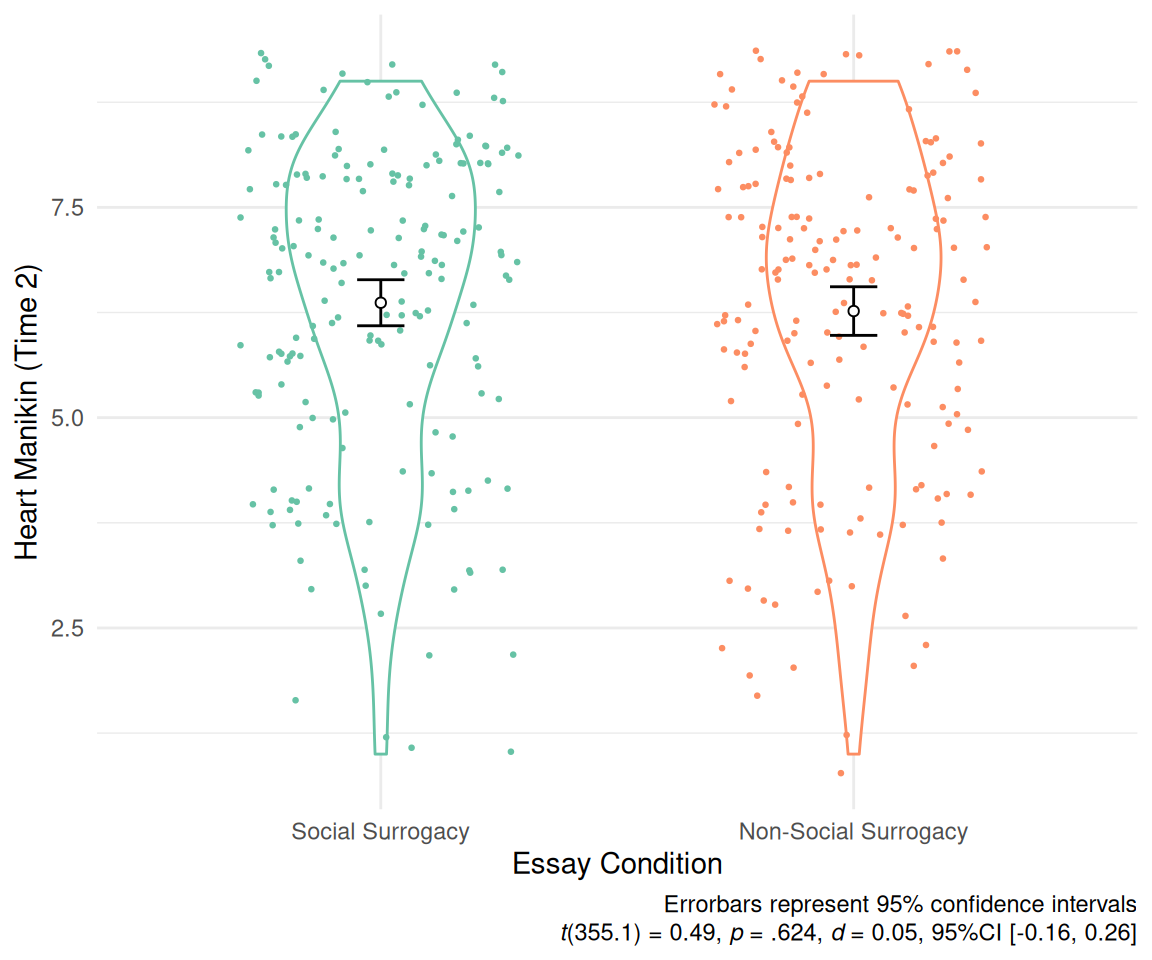 Heart Manikin (Time 2)
7.5
5.0
2.5
Social Surrogacy
Non-Social Surrogacy
Essay Condition
Errorbars represent 95% confidence intervals
t(355.1) = 0.49, p = .624, d = 0.05, 95%CI [-0.16, 0.26]